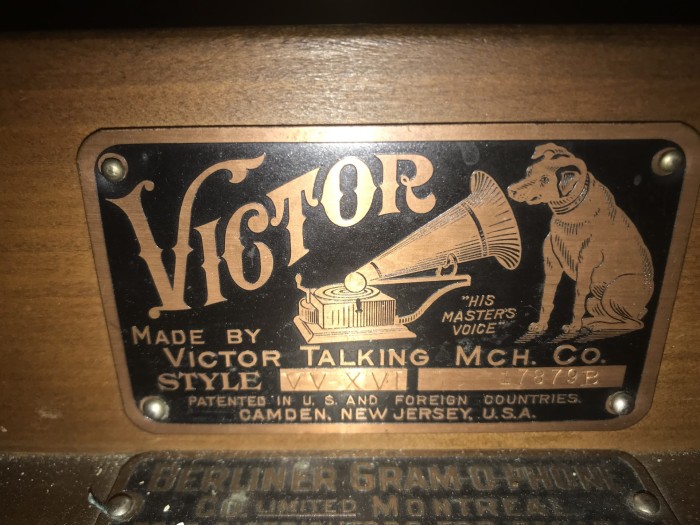 VICTOR
"HIS
MASTER'S
VOICE"
MADE BY
VICTOR TALKING MCH. CO.
STYLE VV-XVI 17879B
PATENTED IN U.S. AND FOREIGN COUNTRIES.
CAMDEN, NEW JERSEY, U.S.A.
BERLINER GRAM-O-PHONE
CO. LIMITED MONTREAL